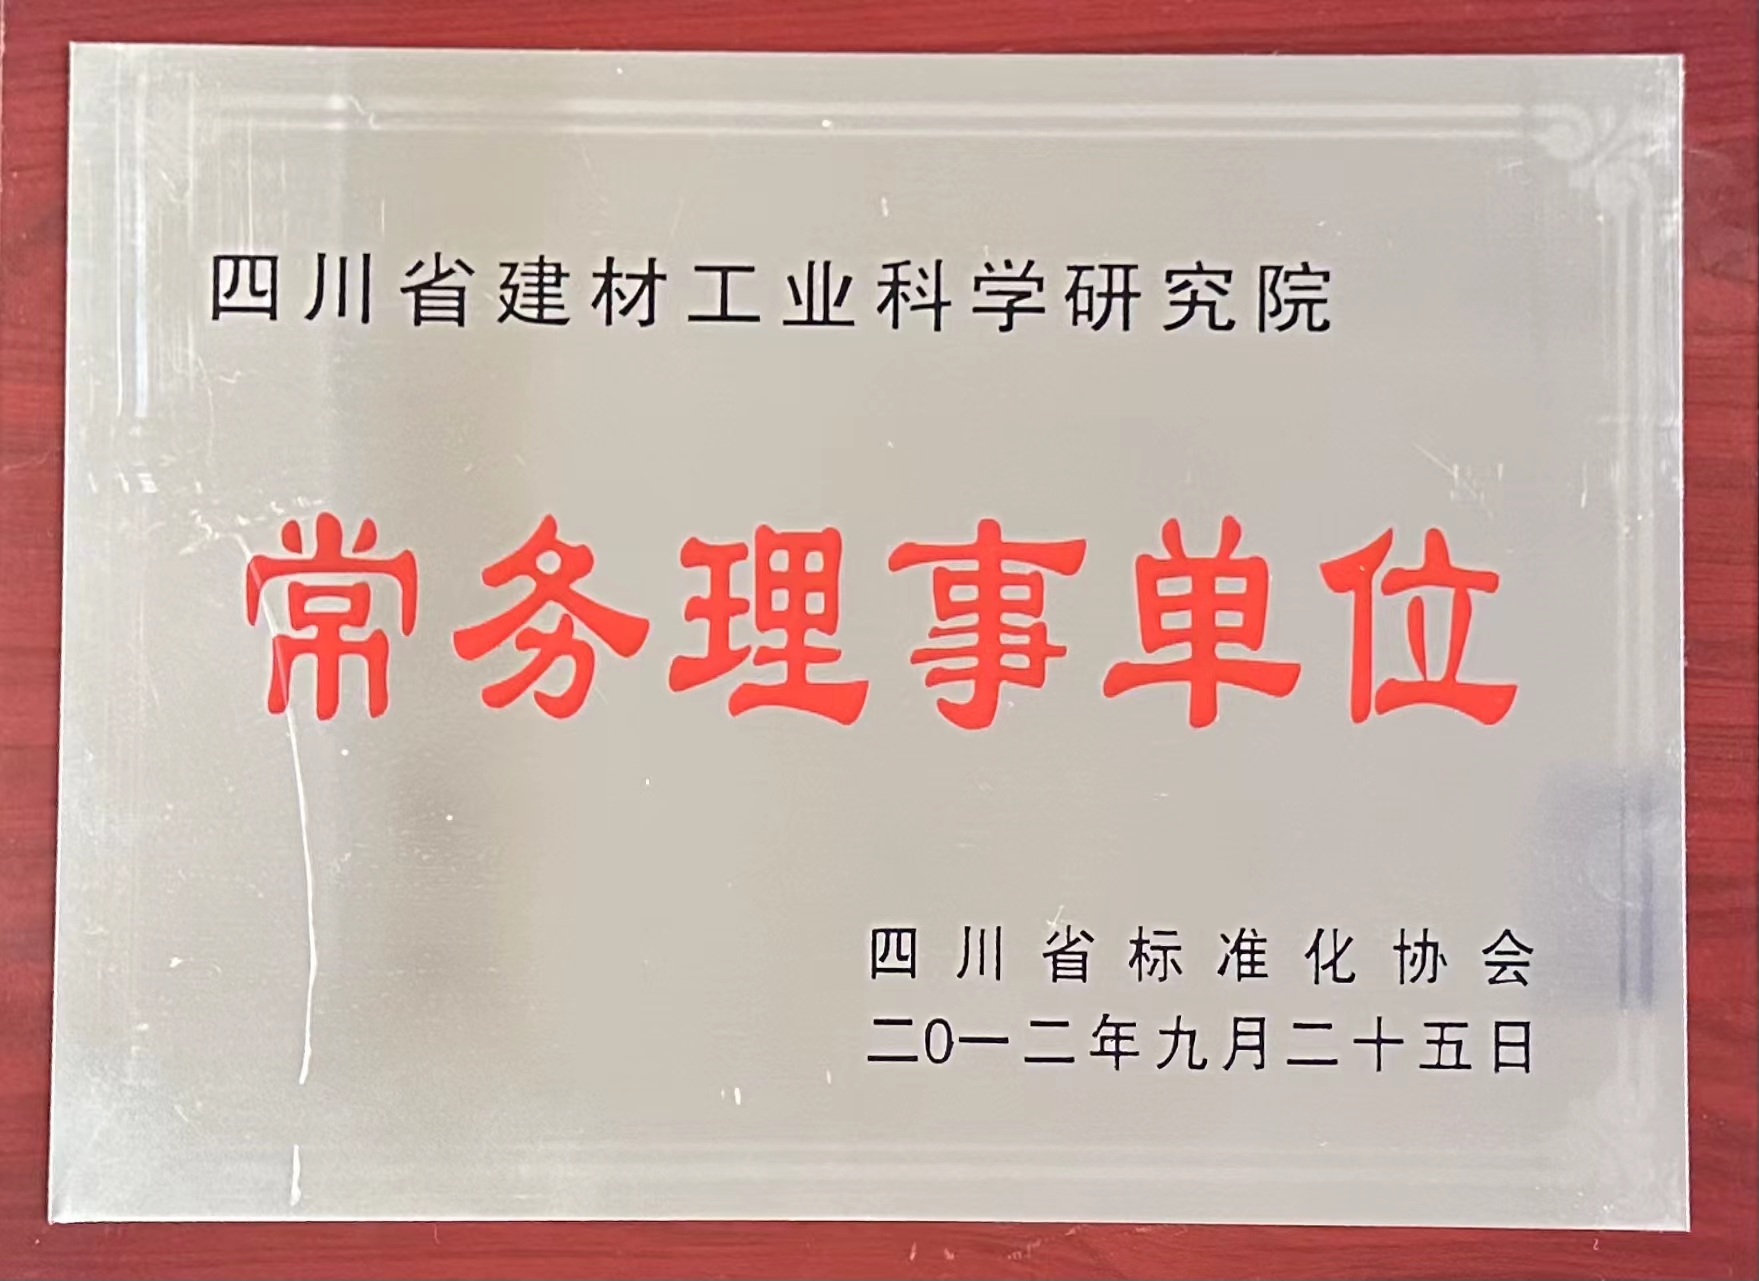 四川省建材工业科学研究院
常务理事单位
四川省标准化协会
二0一二年九月二十五日